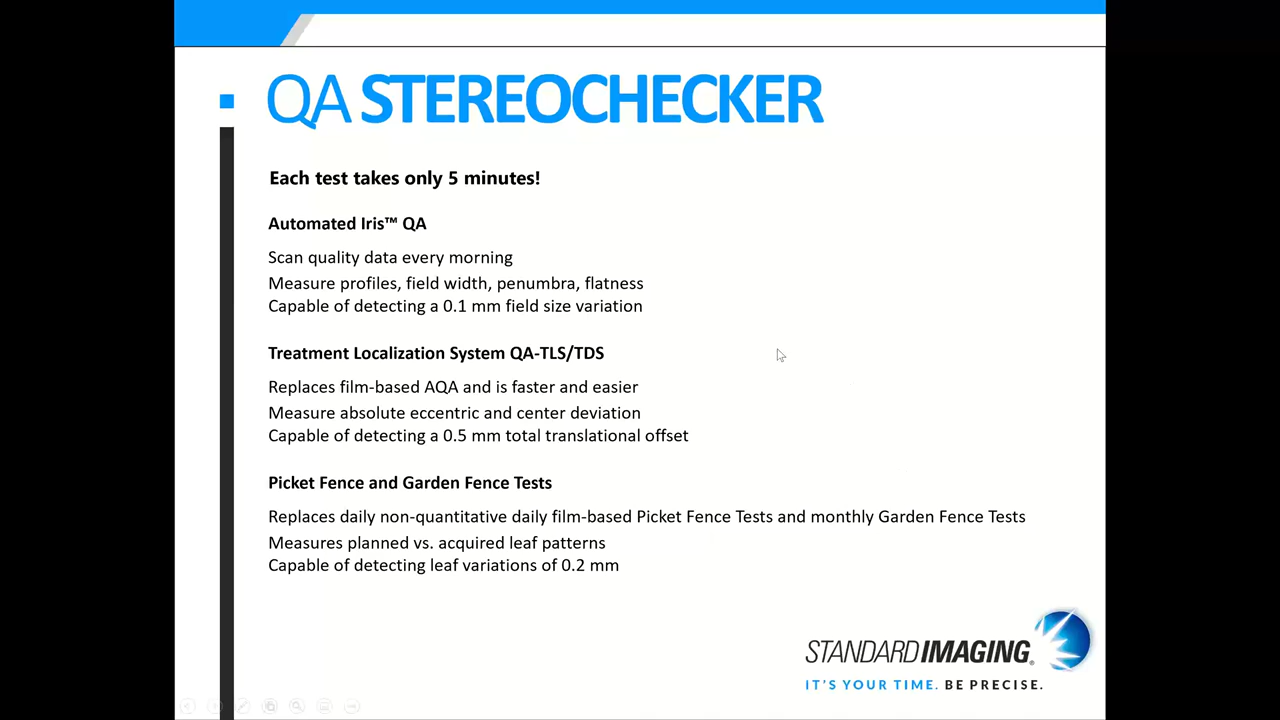 QA STEREOCHECKER
Each test takes only 5 minutes!
Automated Iris™ QA
Scan quality data every morning
Measure profiles, field width, penumbra, flatness
Capable of detecting a 0.1 mm field size variation
Treatment Localization System QA-TLS/TDS
Replaces film-based AQA and is faster and easier
Measure absolute eccentric and center deviation
Capable of detecting a 0.5 mm total translational offset
Picket Fence and Garden Fence Tests
Replaces daily non-quantitative daily film-based Picket Fence Tests and monthly Garden Fence Tests
Measures planned vs. acquired leaf patterns
Capable of detecting leaf variations of 0.2 mm
STANDARD IMAGING®
IT'S YOUR TIME. BE PRECISE.